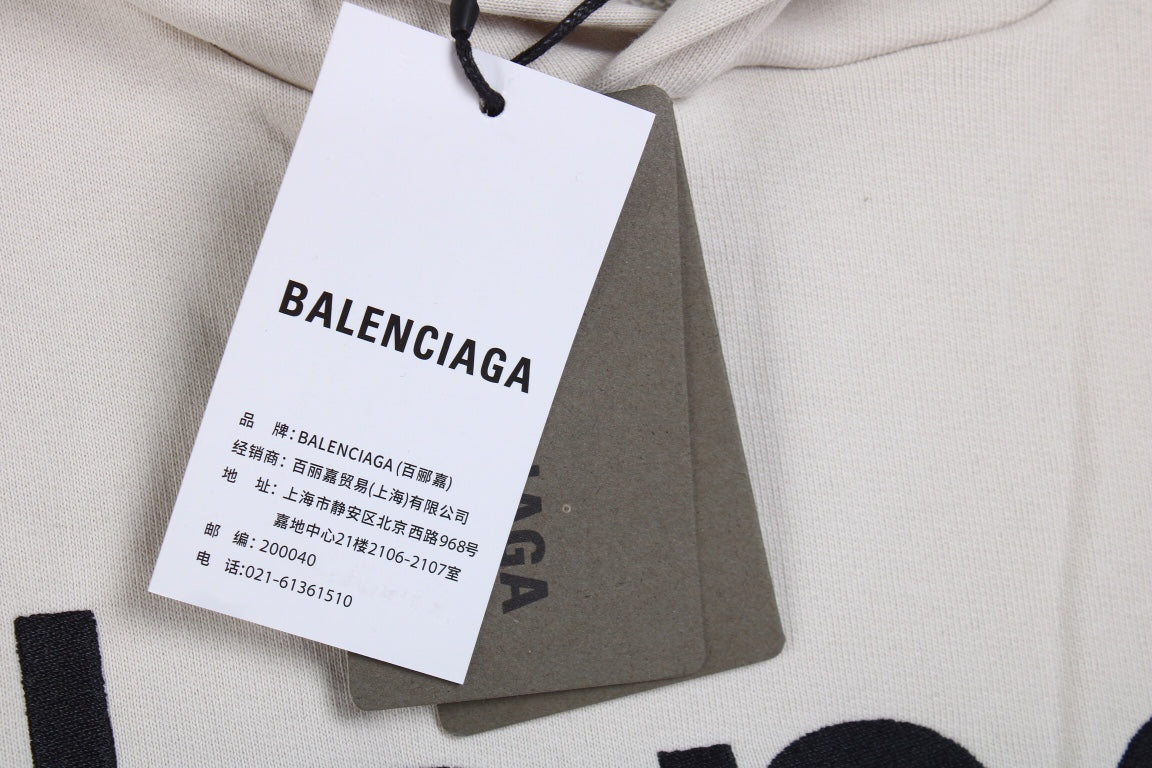 BALENCIAGA
品 牌：BALENCIAGA (百郦嘉)
经销商：百丽嘉贸易(上海)有限公司
地 址：上海市静安区北京西路968号
嘉地中心21楼2106-2107室
邮 编：200040
电 话:021-61361510
IAGA